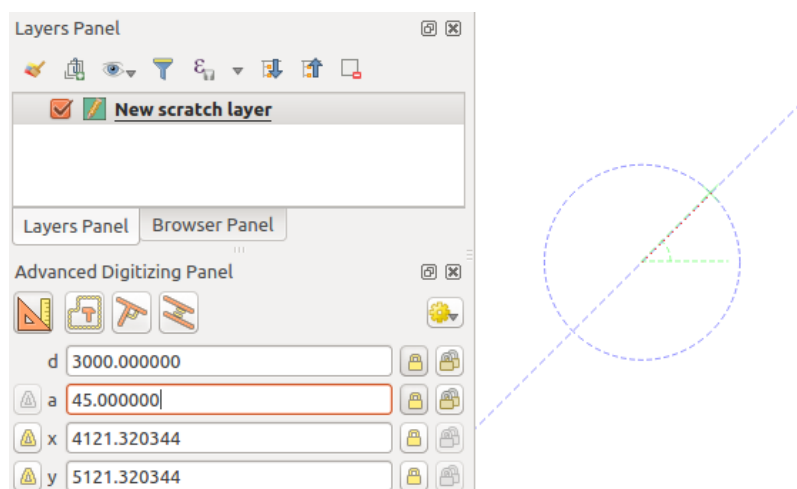 Layers Panel
New scratch layer
Layers Panel Browser Panel
Advanced Digitizing Panel
d 3000.000000
a 45.000000
x 4121.320344
y 5121.320344